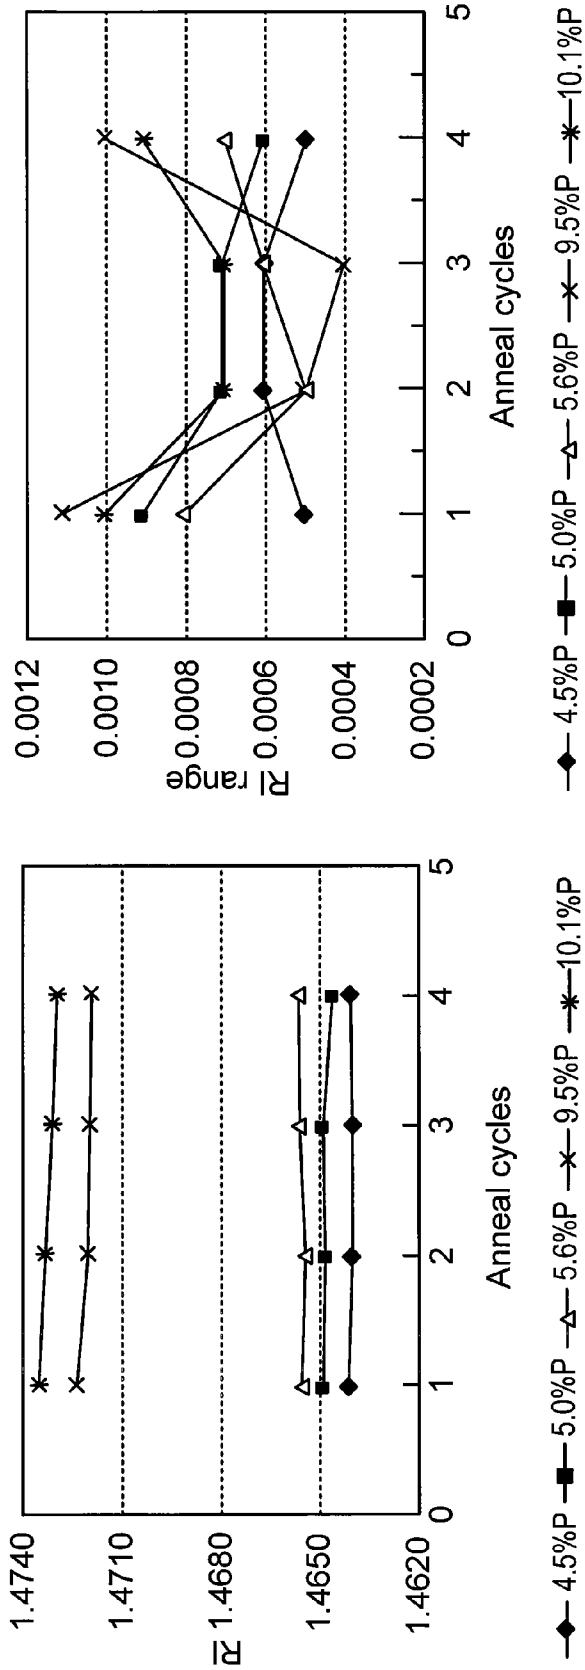 1.4740
1.4710
1.4680
1.4650
1.4620
RI
0 1 2 3 4 5
Anneal cycles
4.5%P 5.0%P 5.6%P 9.5%P 10.1%P
0.0012
0.0010
0.0008
0.0006
0.0004
0.0002
RI range
0 1 2 3 4 5
Anneal cycles
4.5%P 5.0%P 5.6%P 9.5%P 10.1%P